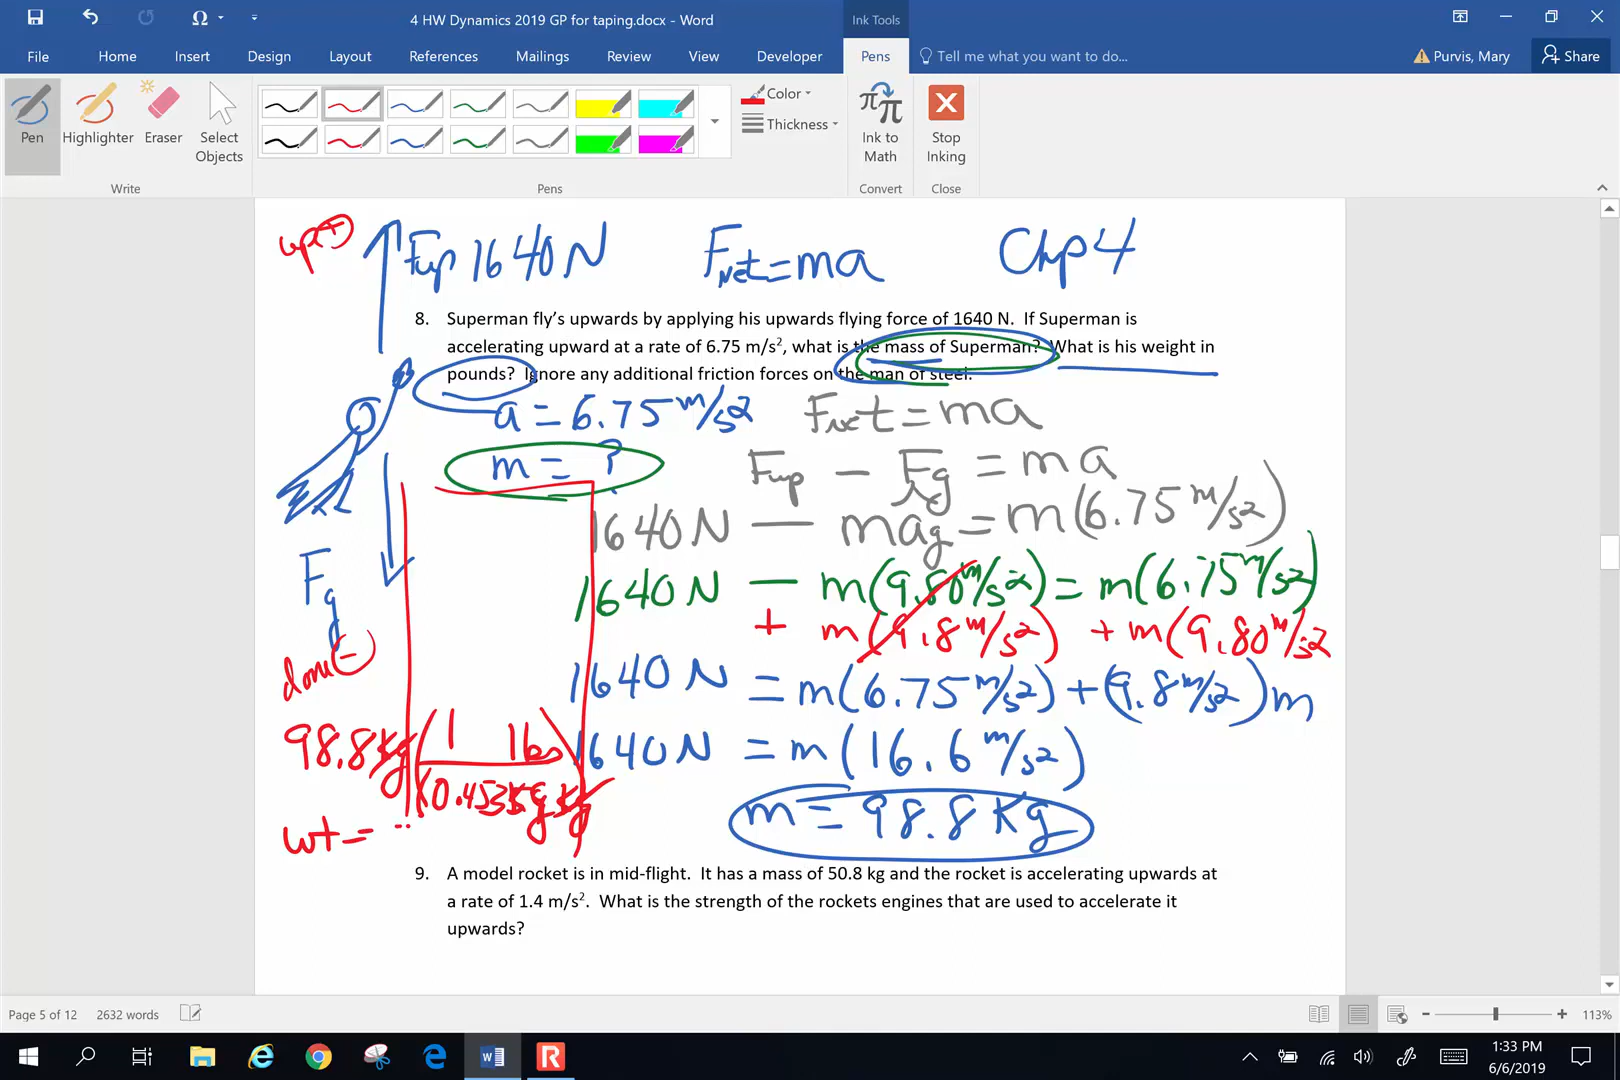 4 HW Dynamics 2019 GP for taping.docx - Word
Ink Tools
File Home Insert Design Layout References Mailings Review View Developer Pens Tell me what you want to do... Purvis, Mary Share
Pen Highlighter Eraser Select Objects
Color
Thickness
Ink to Math
Stop Inking
Write Pens Convert Close
up(+) Fup 1640 N Fnet = ma Chp 4
8. Superman fly's upwards by applying his upwards flying force of 1640 N. If Superman is
accelerating upward at a rate of 6.75 m/s², what is the mass of Superman? What is his weight in
pounds? Ignore any additional friction forces on the man of steel.
a = 6.75 m/s² Fnet = ma
m = ? Fup - Fg = ma
1640 N - mag = m(6.75 m/s²)
Fg
1640 N - m(9.80 m/s²) = m(6.75 m/s²)
+ m(9.8 m/s²) + m(9.80 m/s²
down(-)
1640 N = m(6.75 m/s²) + (9.8 m/s²)m
98.8 kg (1 lbs
0.453 kg kg
1640 N = m(16.6 m/s²)
wt =
m = 98.8 kg
9. A model rocket is in mid-flight. It has a mass of 50.8 kg and the rocket is accelerating upwards at
a rate of 1.4 m/s². What is the strength of the rockets engines that are used to accelerate it
upwards?
Page 5 of 12 2632 words 113%
1:33 PM
6/6/2019